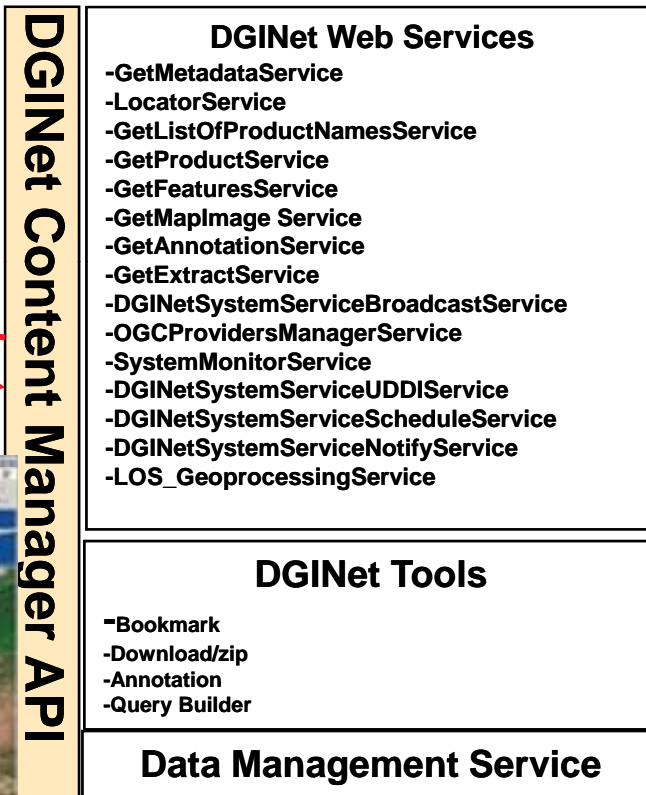 DGINet Content Manager API
DGINet Web Services
-GetMetadataService
-LocatorService
-GetListOfProductNamesService
-GetProductService
-GetFeaturesService
-GetMapImage Service
-GetAnnotationService
-GetExtractService
-DGINetSystemServiceBroadcastService
-OGCProvidersManagerService
-SystemMonitorService
-DGINetSystemServiceUDDIService
-DGINetSystemServiceScheduleService
-DGINetSystemServiceNotifyService
-LOS_GeoprocessingService
DGINet Tools
-Bookmark
-Download/zip
-Annotation
-Query Builder
Data Management Service